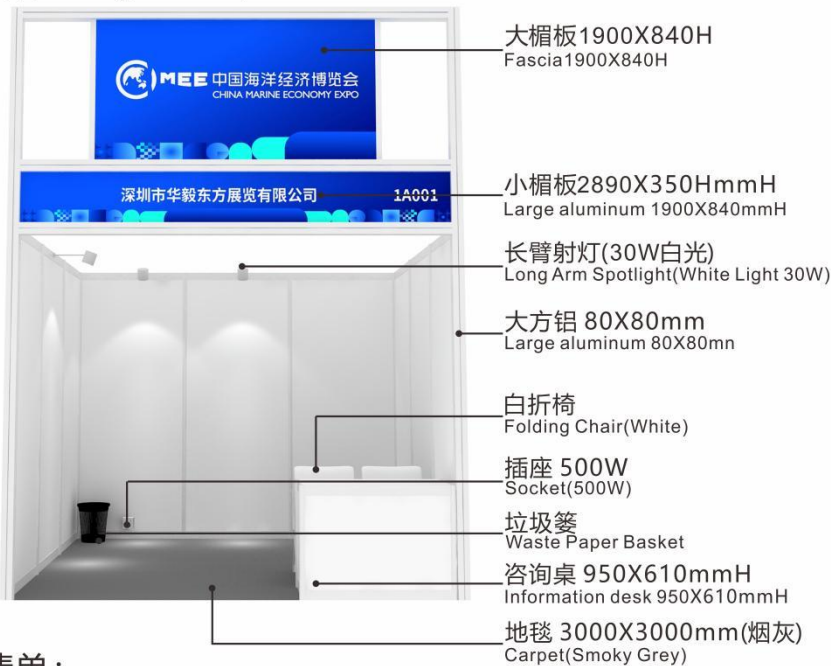 大楣板1900X840H
Fascia1900X840H
MEE 中国海洋经济博览会
CHINA MARINE ECONOMY EXPO
小楣板2890X350HmmH
Large aluminum 1900X840mmH
深圳市华毅东方展览有限公司 1A001
长臂射灯(30W白光)
Long Arm Spotlight(White Light 30W)
大方铝 80X80mm
Large aluminum 80X80mn
白折椅
Folding Chair(White)
插座 500W
Socket(500W)
垃圾篓
Waste Paper Basket
咨询桌 950X610mmH
Information desk 950X610mmH
地毯 3000X3000mm(烟灰)
Carpet(Smoky Grey)